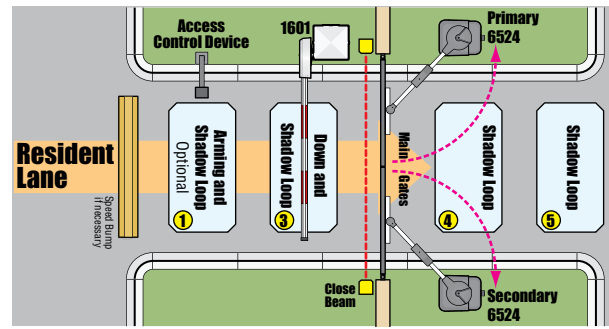 Access
Control Device
1601
Primary
6524
Resident
Lane
Speed Bump
if necessary
Arming and
Shadow Loop
Optional
1
Down and
Shadow Loop
3
Main Gates
Shadow Loop
4
Shadow Loop
5
Close
Beam
Secondary
6524